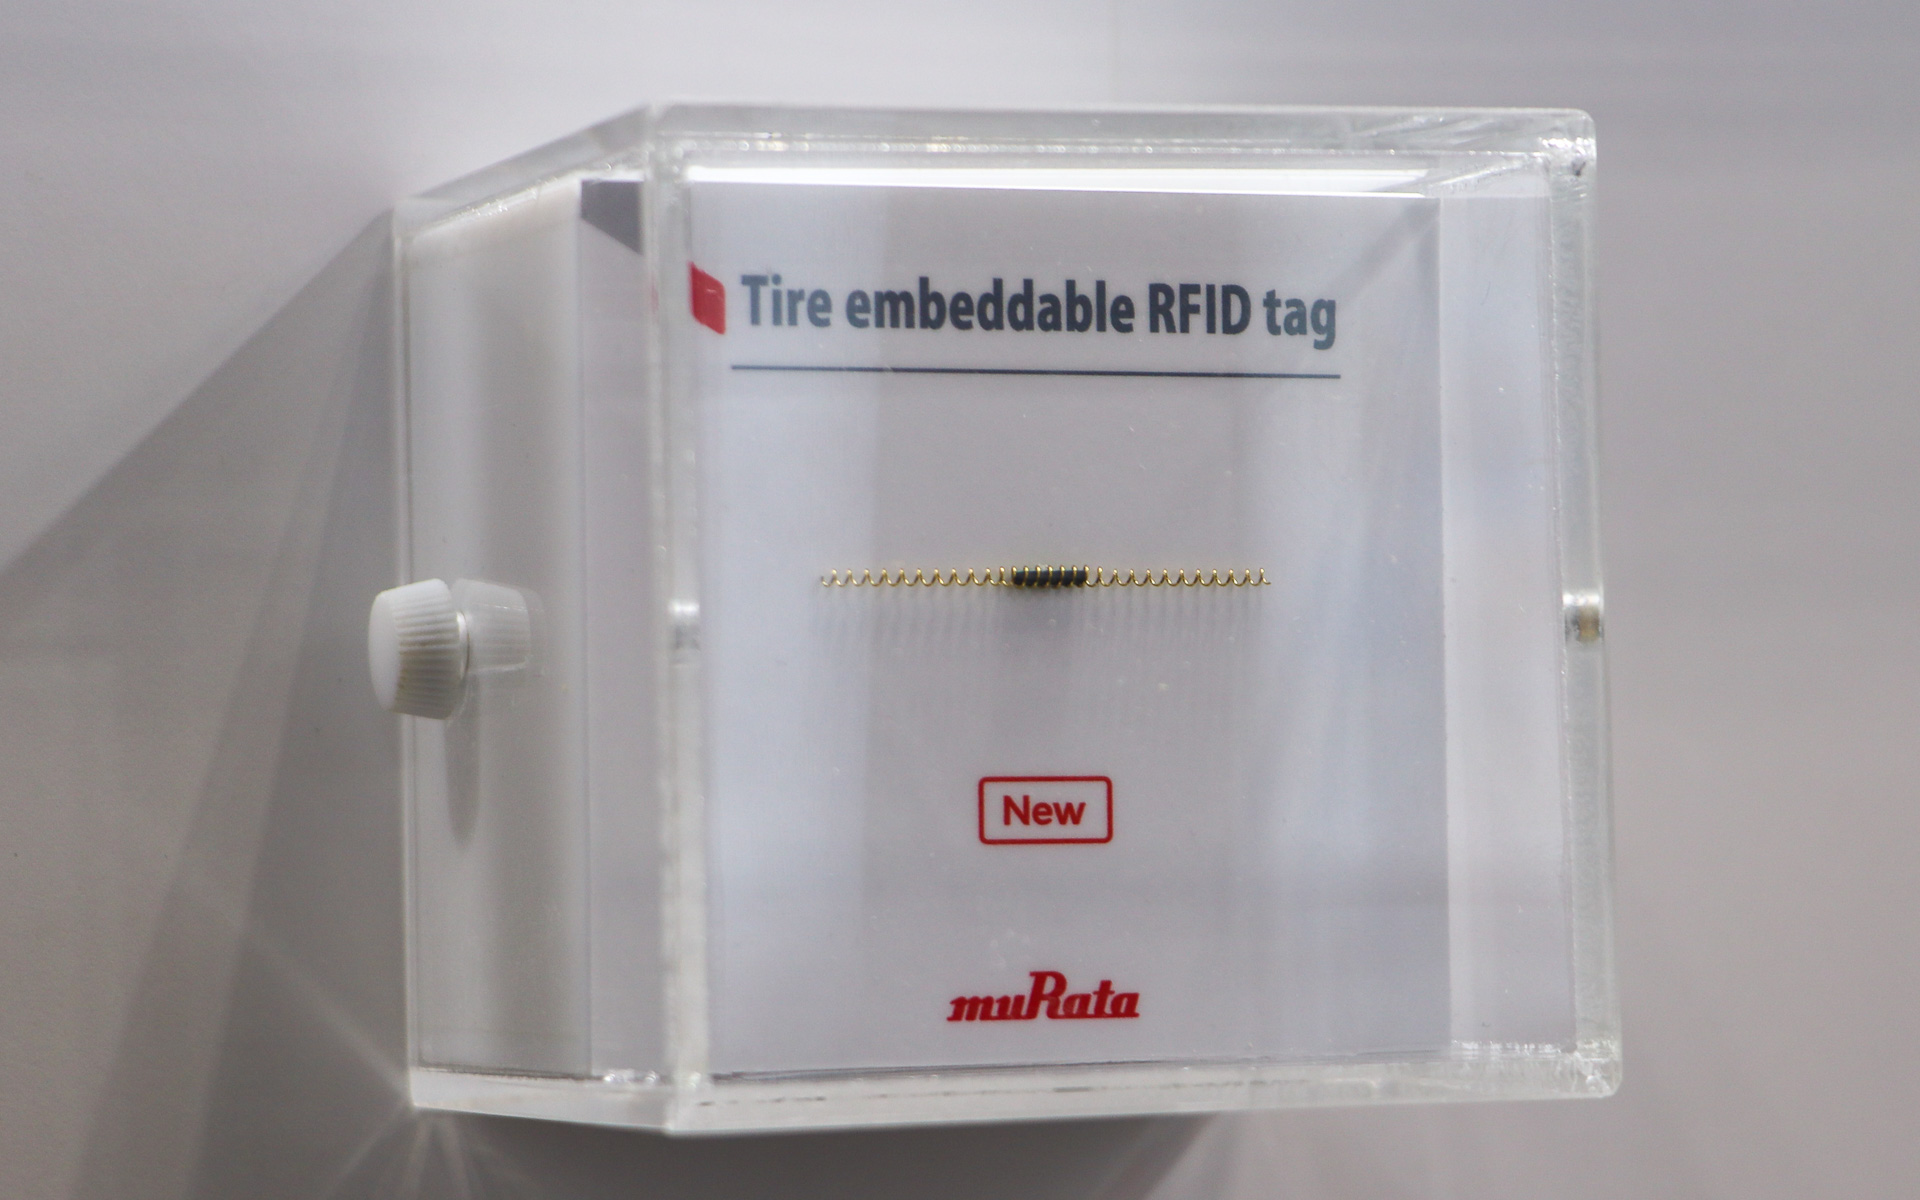 Tire embeddable RFID tag
New
muRata